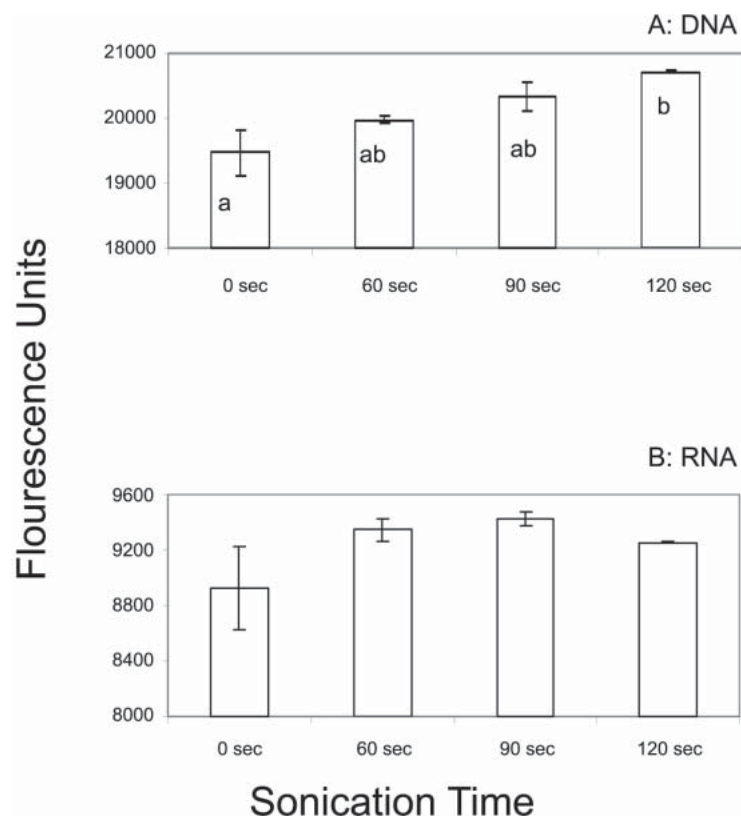 A: DNA
21000
20000
19000
18000
a
ab
ab
b
0 sec
60 sec
90 sec
120 sec
Flourescence Units
B: RNA
9600
9200
8800
8400
8000
0 sec
60 sec
90 sec
120 sec
Sonication Time